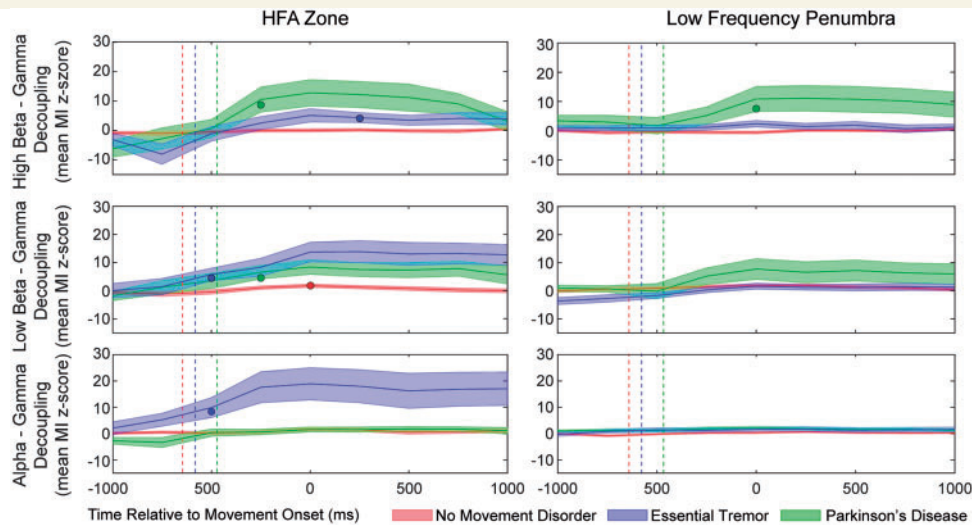 HFA Zone
Low Frequency Penumbra
High Beta - Gamma
Decoupling
(mean MI z-szore)
30
20
10
0
-10
30
20
10
0
-10
Low Beta - Gamma
Decoupling
(mean MII z-score)
30
20
10
0
-10
30
20
10
0
-10
Alpha - Gamma
Decoupling
(mean MI z-score)
30
20
10
0
-10
30
20
10
0
-10
-1000
500
0
500
1000
-1000
500
0
500
1000
Time Relative to Movement Onset (ms)
No Movement Disorder
Essential Tremor
Parkinson's Disease